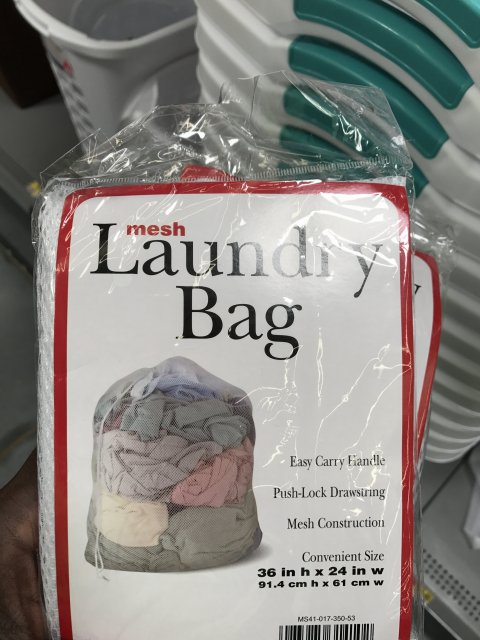 mesh
Laundry
Bag
Easy Carry Handle
Push-Lock Drawstring
Mesh Construction
Convenient Size
36 in h x 24 in w
91.4 cm h x 61 cm w
MS41-017-350-53